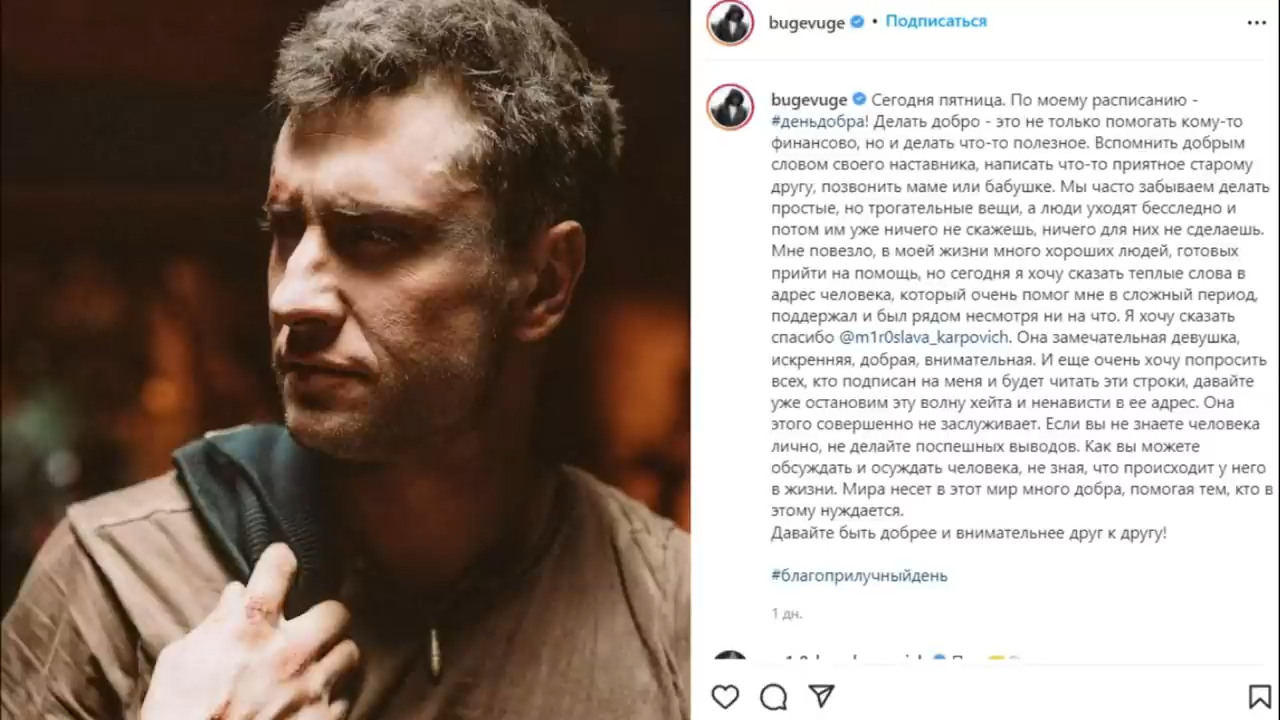 bugevuge • Подписаться
bugevuge Сегодня пятница. По моему расписанию -
#деньдобра! Делать добро - это не только помогать кому-то
финансово, но и делать что-то полезное. Вспомнить добрым
словом своего наставника, написать что-то приятное старому
другу, позвонить маме или бабушке. Мы часто забываем делать
простые, но трогательные вещи, а люди уходят бесследно и
потом им уже ничего не скажешь, ничего для них не сделаешь.
Мне повезло, в моей жизни много хороших людей, готовых
прийти на помощь, но сегодня я хочу сказать теплые слова в
адрес человека, который очень помог мне в сложный период,
поддержал и был рядом несмотря ни на что. Я хочу сказать
спасибо @m1r0slava_karpovich. Она замечательная девушка,
искренняя, добрая, внимательная. И еще очень хочу попросить
всех, кто подписан на меня и будет читать эти строки, давайте
уже остановим эту волну хейта и ненависти в ее адрес. Она
этого совершенно не заслуживает. Если вы не знаете человека
лично, не делайте поспешных выводов. Как вы можете
обсуждать и осуждать человека, не зная, что происходит у него
в жизни. Мира несет в этот мир много добра, помогая тем, кто в
этому нуждается.
Давайте быть добрее и внимательнее друг к другу!
#благоприлучныйдень
1 дн.